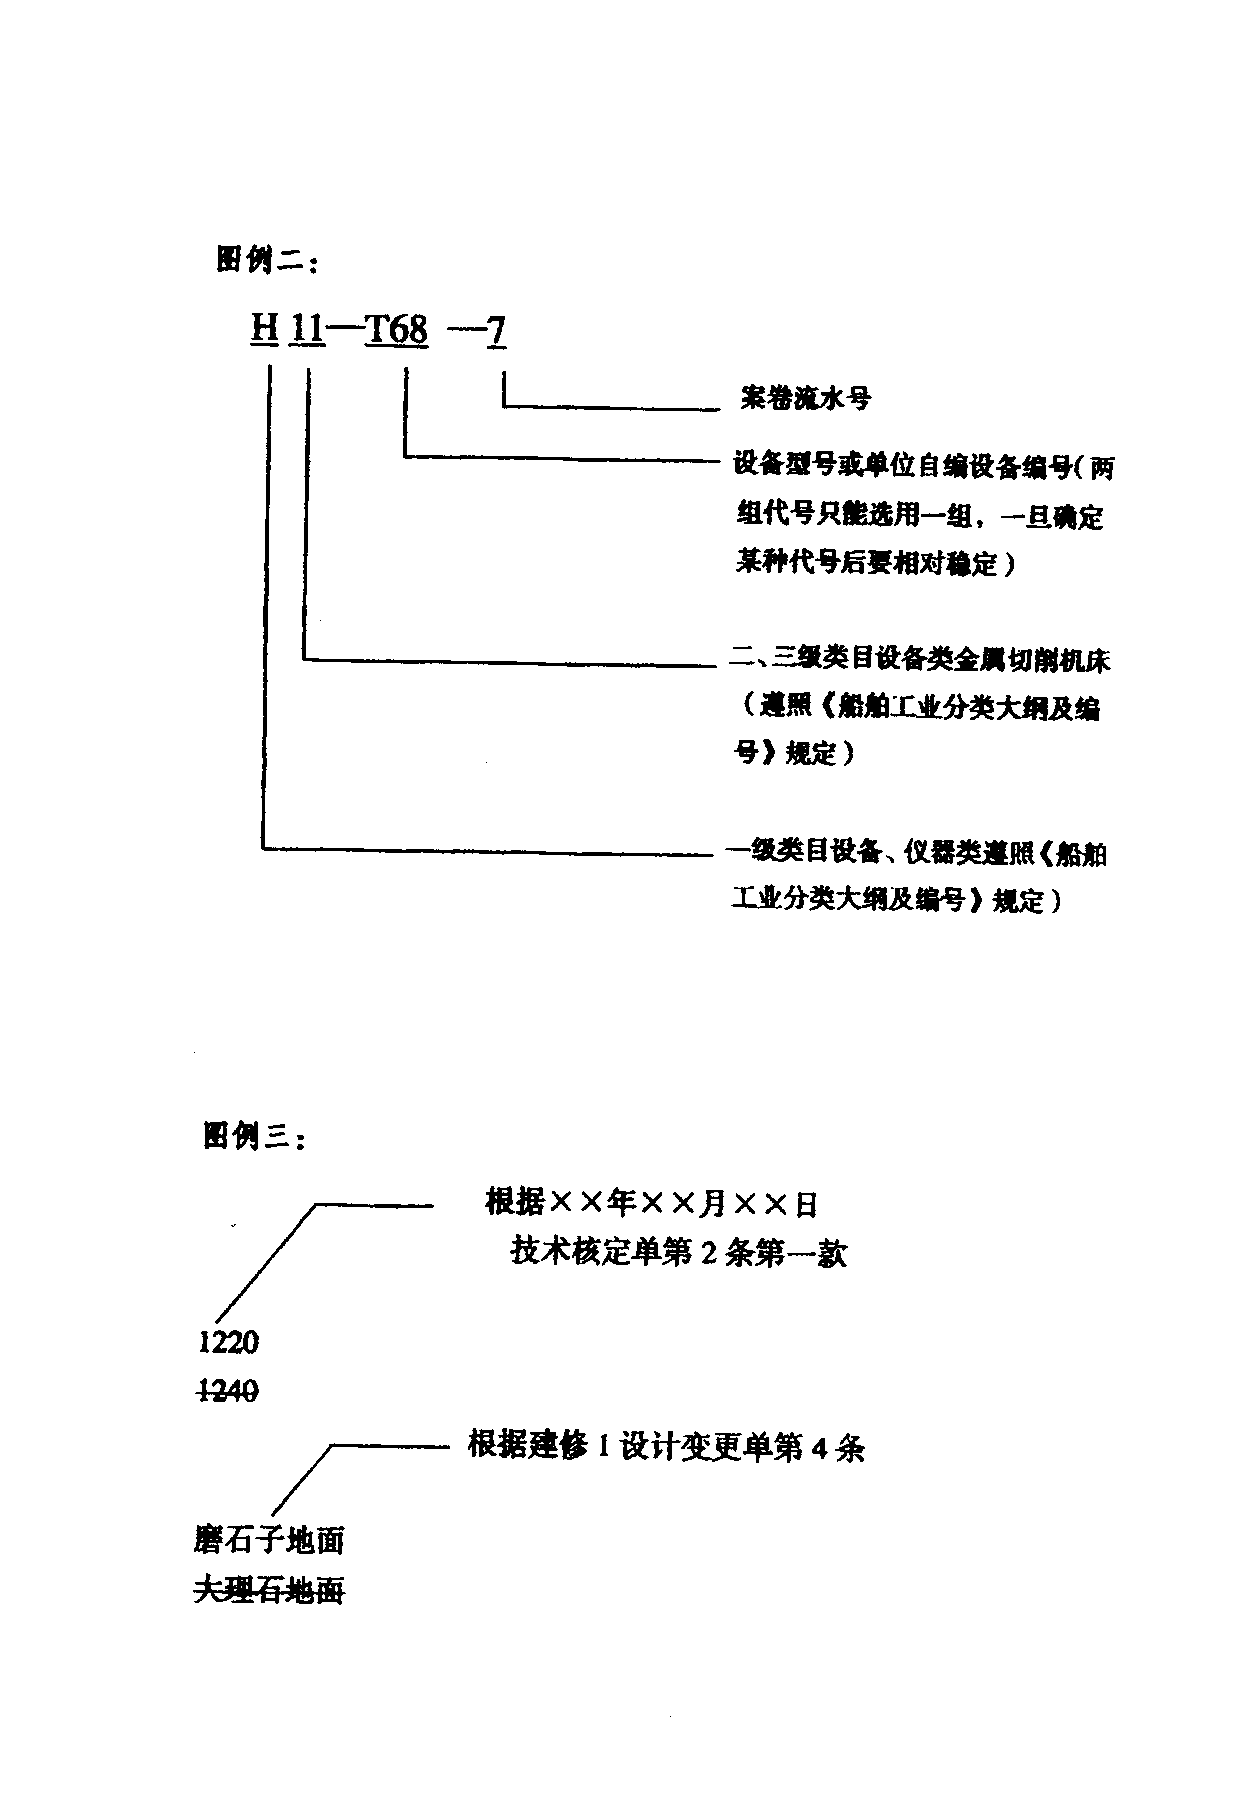 图例二：
H 11—T68 —7
案卷流水号
设备型号或单位自编设备编号（两
组代号只能选用一组，一旦确定
某种代号后要相对稳定）
二、三级类目设备类金属切削机床
（遵照《船舶工业分类大纲及编
号》规定）
一级类目设备、仪器类遵照《船舶
工业分类大纲及编号》规定）
图例三：
根据××年××月××日
技术核定单第2条第一款
1220
1240
根据建修1设计变更单第4条
磨石子地面
大理石地面